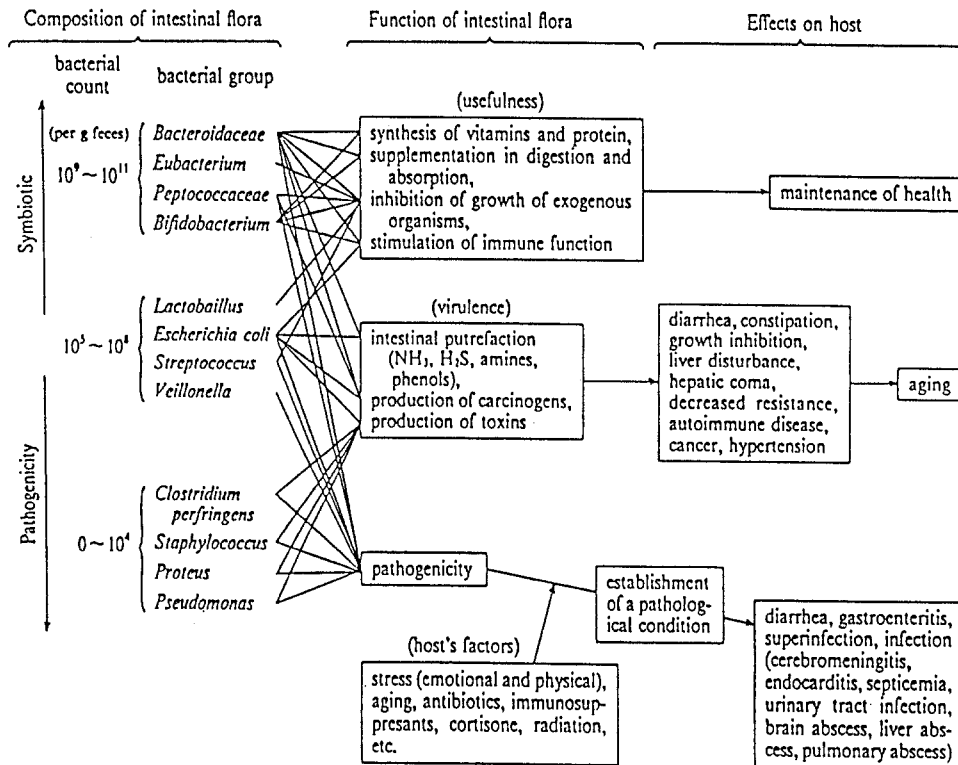 Composition of intestinal flora
Function of intestinal flora
Effects on host
bacterial
count
bacterial group
(per g feces)
10⁹ ~ 10¹¹
Bacteroidaceae
Eubacterium
Peptococcaceae
Bifidobacterium
10⁵ ~ 10⁸
Lactobaillus
Escherichia coli
Streptococcus
Veillonella
0 ~ 10⁴
Clostridium
perfringens
Staphylococcus
Proteus
Pseudomonas
Symbiotic
Pathogenicity
(usefulness)
synthesis of vitamins and protein,
supplementation in digestion and
absorption,
inhibition of growth of exogenous
organisms,
stimulation of immune function
maintenance of health
(virulence)
intestinal putrefaction
(NH₃, H₂S, amines,
phenols),
production of carcinogens,
production of toxins
diarrhea, constipation,
growth inhibition,
liver disturbance,
hepatic coma,
decreased resistance,
autoimmune disease,
cancer, hypertension
aging
pathogenicity
establishment
of a patholog-
ical condition
(host's factors)
stress (emotional and physical),
aging, antibiotics, immunosup-
presants, cortisone, radiation,
etc.
diarrhea, gastroenteritis,
superinfection, infection
(cerebromeningitis,
endocarditis, septicemia,
urinary tract infection,
brain abscess, liver abs-
cess, pulmonary abscess)